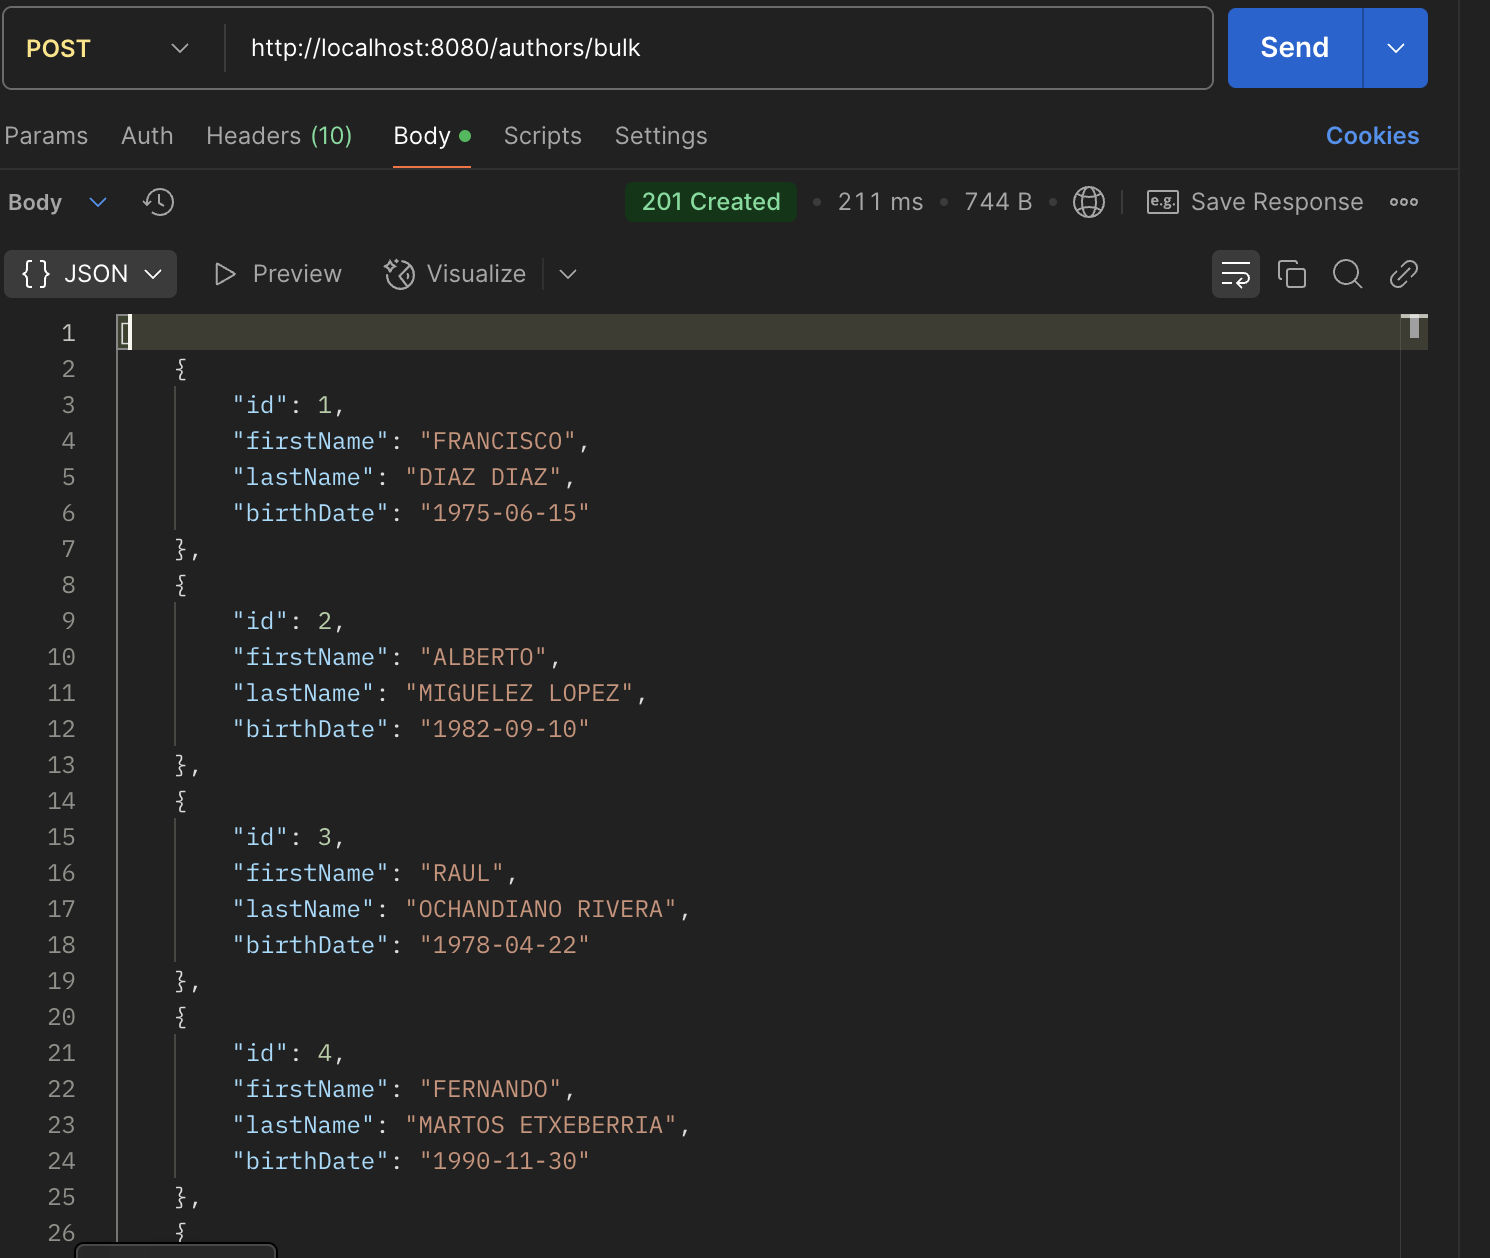 POST http://localhost:8080/authors/bulk Send
Params Auth Headers (10) Body Scripts Settings Cookies
Body 201 Created • 211 ms • 744 B • e.g. Save Response
{} JSON Preview Visualize
1 [
2 {
3 "id": 1,
4 "firstName": "FRANCISCO",
5 "lastName": "DIAZ DIAZ",
6 "birthDate": "1975-06-15"
7 },
8 {
9 "id": 2,
10 "firstName": "ALBERTO",
11 "lastName": "MIGUELEZ LOPEZ",
12 "birthDate": "1982-09-10"
13 },
14 {
15 "id": 3,
16 "firstName": "RAUL",
17 "lastName": "OCHANDIANO RIVERA",
18 "birthDate": "1978-04-22"
19 },
20 {
21 "id": 4,
22 "firstName": "FERNANDO",
23 "lastName": "MARTOS ETXEBERRIA",
24 "birthDate": "1990-11-30"
25 },
26 {